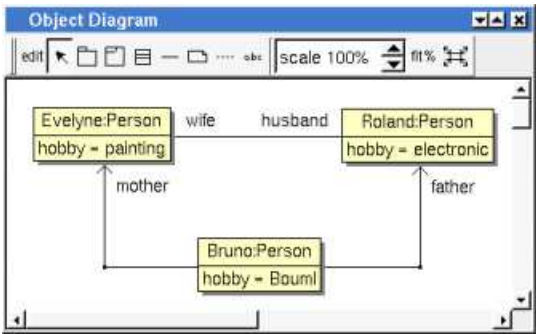 Object Diagram
edit abc scale 100% fit%
Evelyne:Person wife husband Roland:Person
hobby = painting hobby = electronic
mother father
Bruno:Person
hobby = Bouml